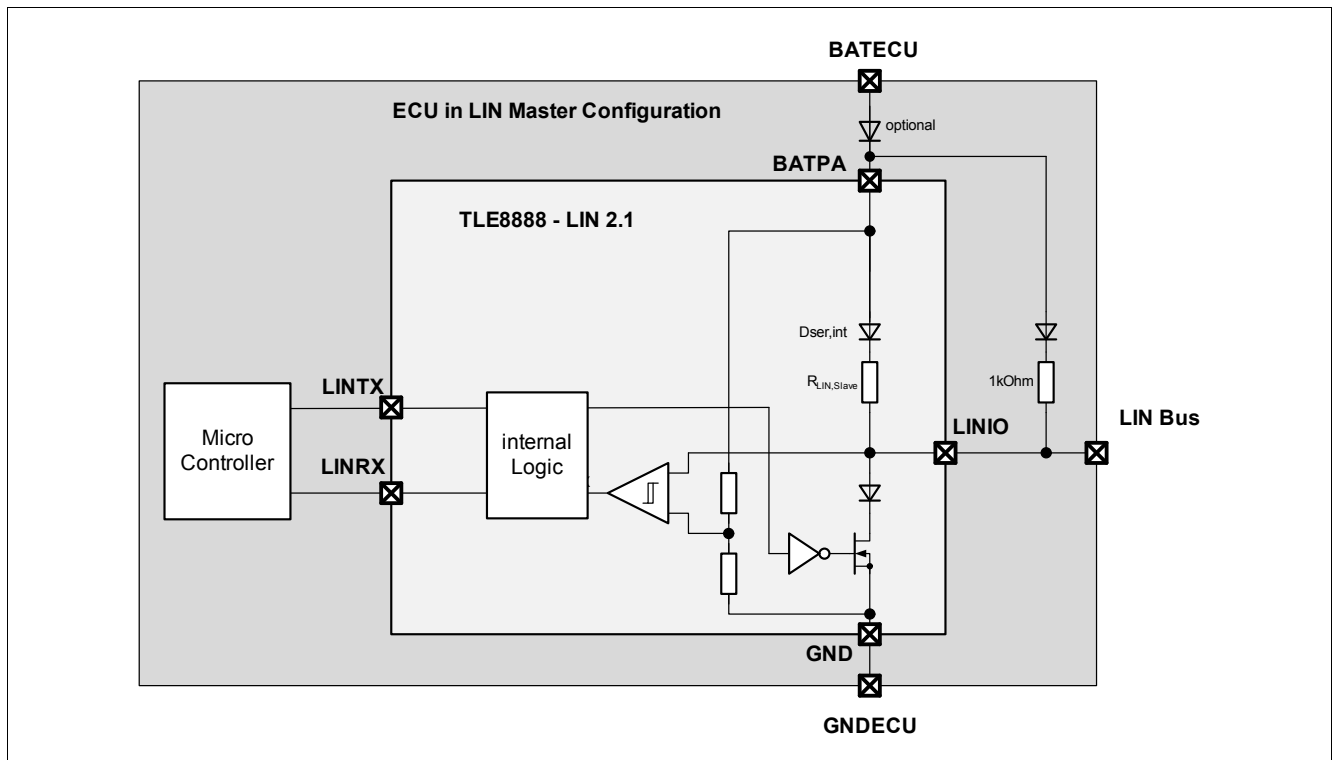 BATECU
ECU in LIN Master Configuration
optional
BATPA
TLE8888 - LIN 2.1
Dser,int
RLIN,Slave
1kOhm
LINTX
LINIO
LIN Bus
Micro
Controller
internal
Logic
LINRX
GND
GNDECU